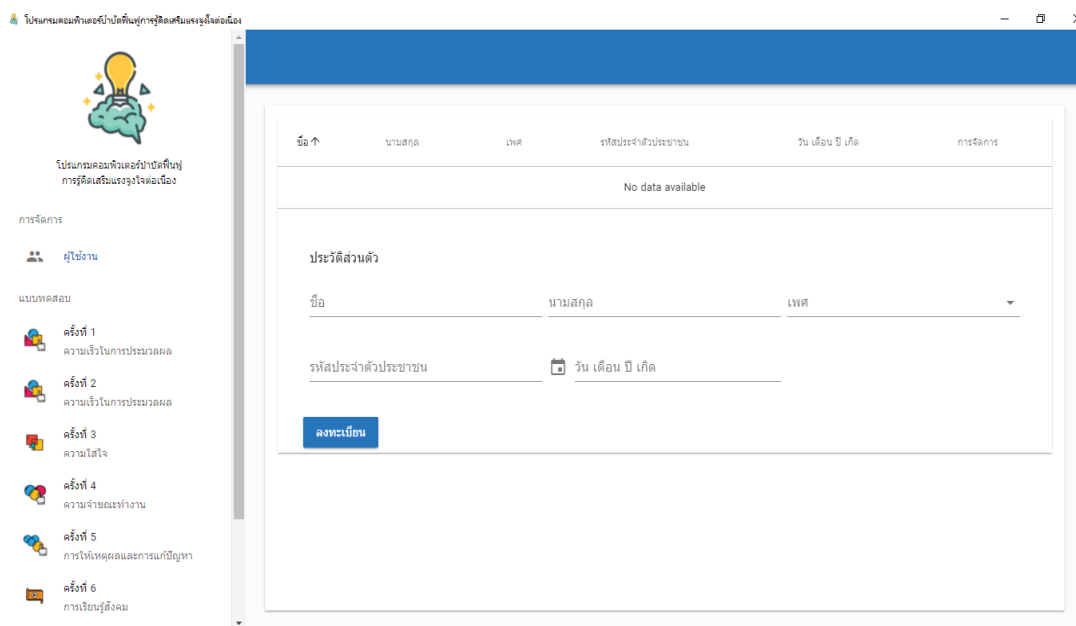 โปรแกรมคอมพิวเตอร์บำบัดฟื้นฟูการรู้คิดเสริมแรงจูงใจต่อเนื่อง
โปรแกรมคอมพิวเตอร์บำบัดฟื้นฟู
การรู้คิดเสริมแรงจูงใจต่อเนื่อง
การจัดการ
ผู้ใช้งาน
แบบทดสอบ
ครั้งที่ 1
ความเร็วในการประมวลผล
ครั้งที่ 2
ความเร็วในการประมวลผล
ครั้งที่ 3
ความใส่ใจ
ครั้งที่ 4
ความจำขณะทำงาน
ครั้งที่ 5
การให้เหตุผลและการแก้ปัญหา
ครั้งที่ 6
การเรียนรู้สังคม
ชื่อ นามสกุล เพศ รหัสประจำตัวประชาชน วัน เดือน ปี เกิด การจัดการ
No data available
ประวัติส่วนตัว
ชื่อ นามสกุล เพศ
รหัสประจำตัวประชาชน วัน เดือน ปี เกิด
ลงทะเบียน